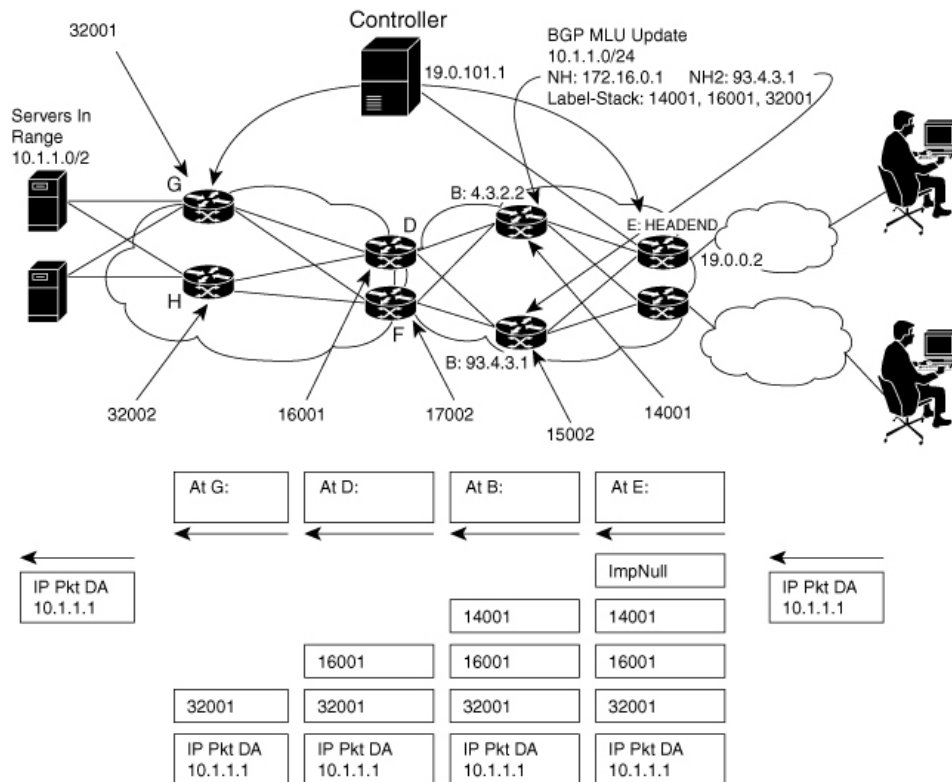 Controller
32001
19.0.101.1
BGP MLU Update
10.1.1.0/24
NH: 172.16.0.1 NH2: 93.4.3.1
Label-Stack: 14001, 16001, 32001
Servers In
Range
10.1.1.0/2
G
B: 4.3.2.2
D
E: HEADEND
19.0.0.2
H
F
B: 93.4.3.1
32002
16001
17002
15002
14001
At G:
At D:
At B:
At E:
IP Pkt DA
10.1.1.1
ImpNull
IP Pkt DA
10.1.1.1
14001
14001
16001
16001
16001
32001
32001
32001
32001
IP Pkt DA
10.1.1.1
IP Pkt DA
10.1.1.1
IP Pkt DA
10.1.1.1
IP Pkt DA
10.1.1.1